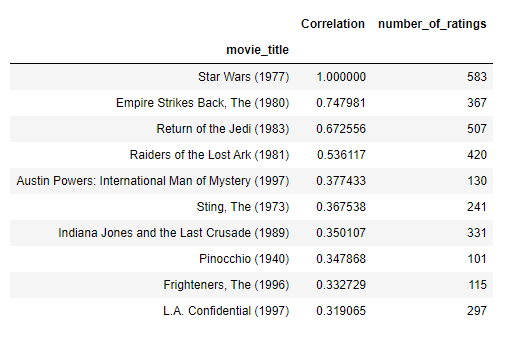 Correlation number_of_ratings
movie_title
Star Wars (1977) 1.000000 583
Empire Strikes Back, The (1980) 0.747981 367
Return of the Jedi (1983) 0.672556 507
Raiders of the Lost Ark (1981) 0.536117 420
Austin Powers: International Man of Mystery (1997) 0.377433 130
Sting, The (1973) 0.367538 241
Indiana Jones and the Last Crusade (1989) 0.350107 331
Pinocchio (1940) 0.347868 101
Frighteners, The (1996) 0.332729 115
L.A. Confidential (1997) 0.319065 297